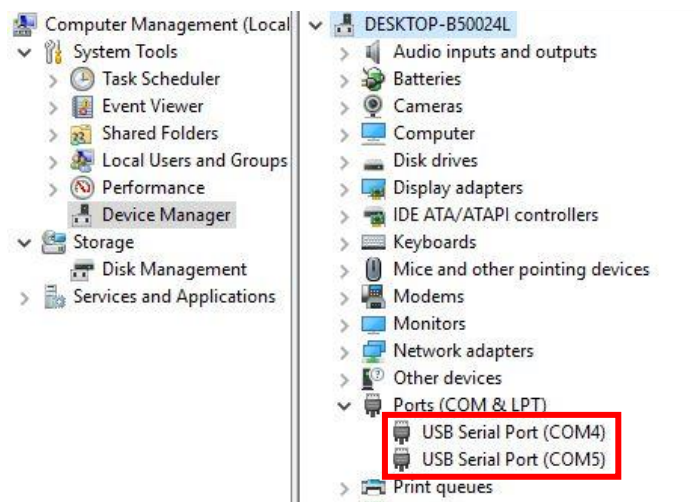 Computer Management (Local
System Tools
Task Scheduler
Event Viewer
Shared Folders
Local Users and Groups
Performance
Device Manager
Storage
Disk Management
Services and Applications
DESKTOP-B50024L
Audio inputs and outputs
Batteries
Cameras
Computer
Disk drives
Display adapters
IDE ATA/ATAPI controllers
Keyboards
Mice and other pointing devices
Modems
Monitors
Network adapters
Other devices
Ports (COM & LPT)
USB Serial Port (COM4)
USB Serial Port (COM5)
Print queues